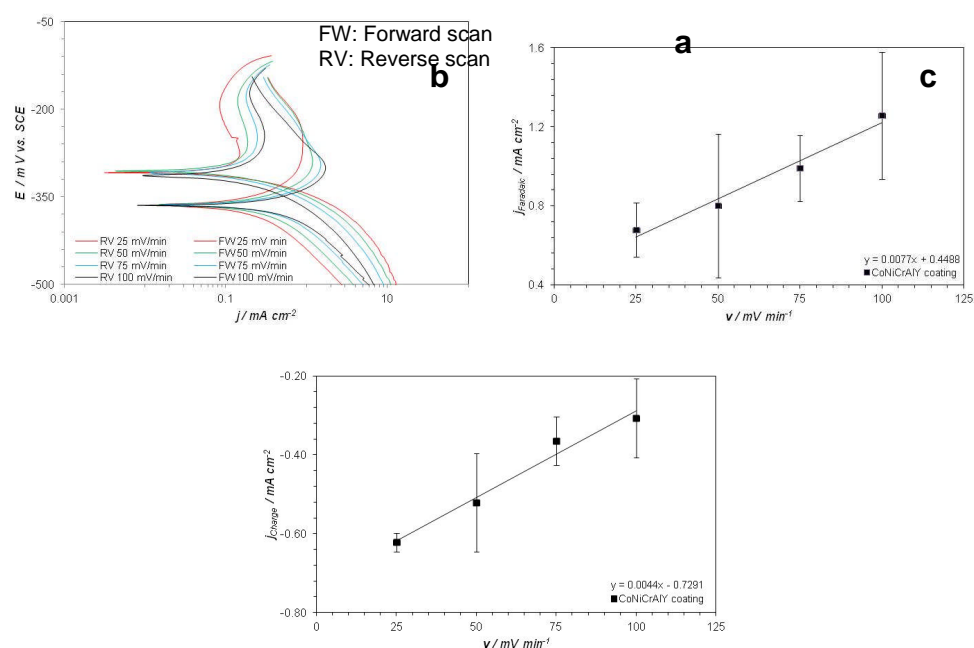 FW: Forward scan
RV: Reverse scan
a
b
c
-50
-200
-350
-500
E / m V vs. SCE
RV 25 mV/min
RV 50 mV/min
RV 75 mV/min
RV 100 mV/min
FW 25 mV min
FW 50 mV/min
FW 75 mV/min
FW 100 mV/min
0.001
0.1
10
j / mA cm-2
1.6
1.2
0.8
0.4
jFaradaic / mA cm-2
y = 0.0077x + 0.4488
CoNiCrAlY coating
0 25 50 75 100 125
v / mV min-1
-0.20
-0.40
-0.60
-0.80
jCharge / mA cm-2
y = 0.0044x - 0.7291
CoNiCrAlY coating
0 25 50 75 100 125
v / mV min-1